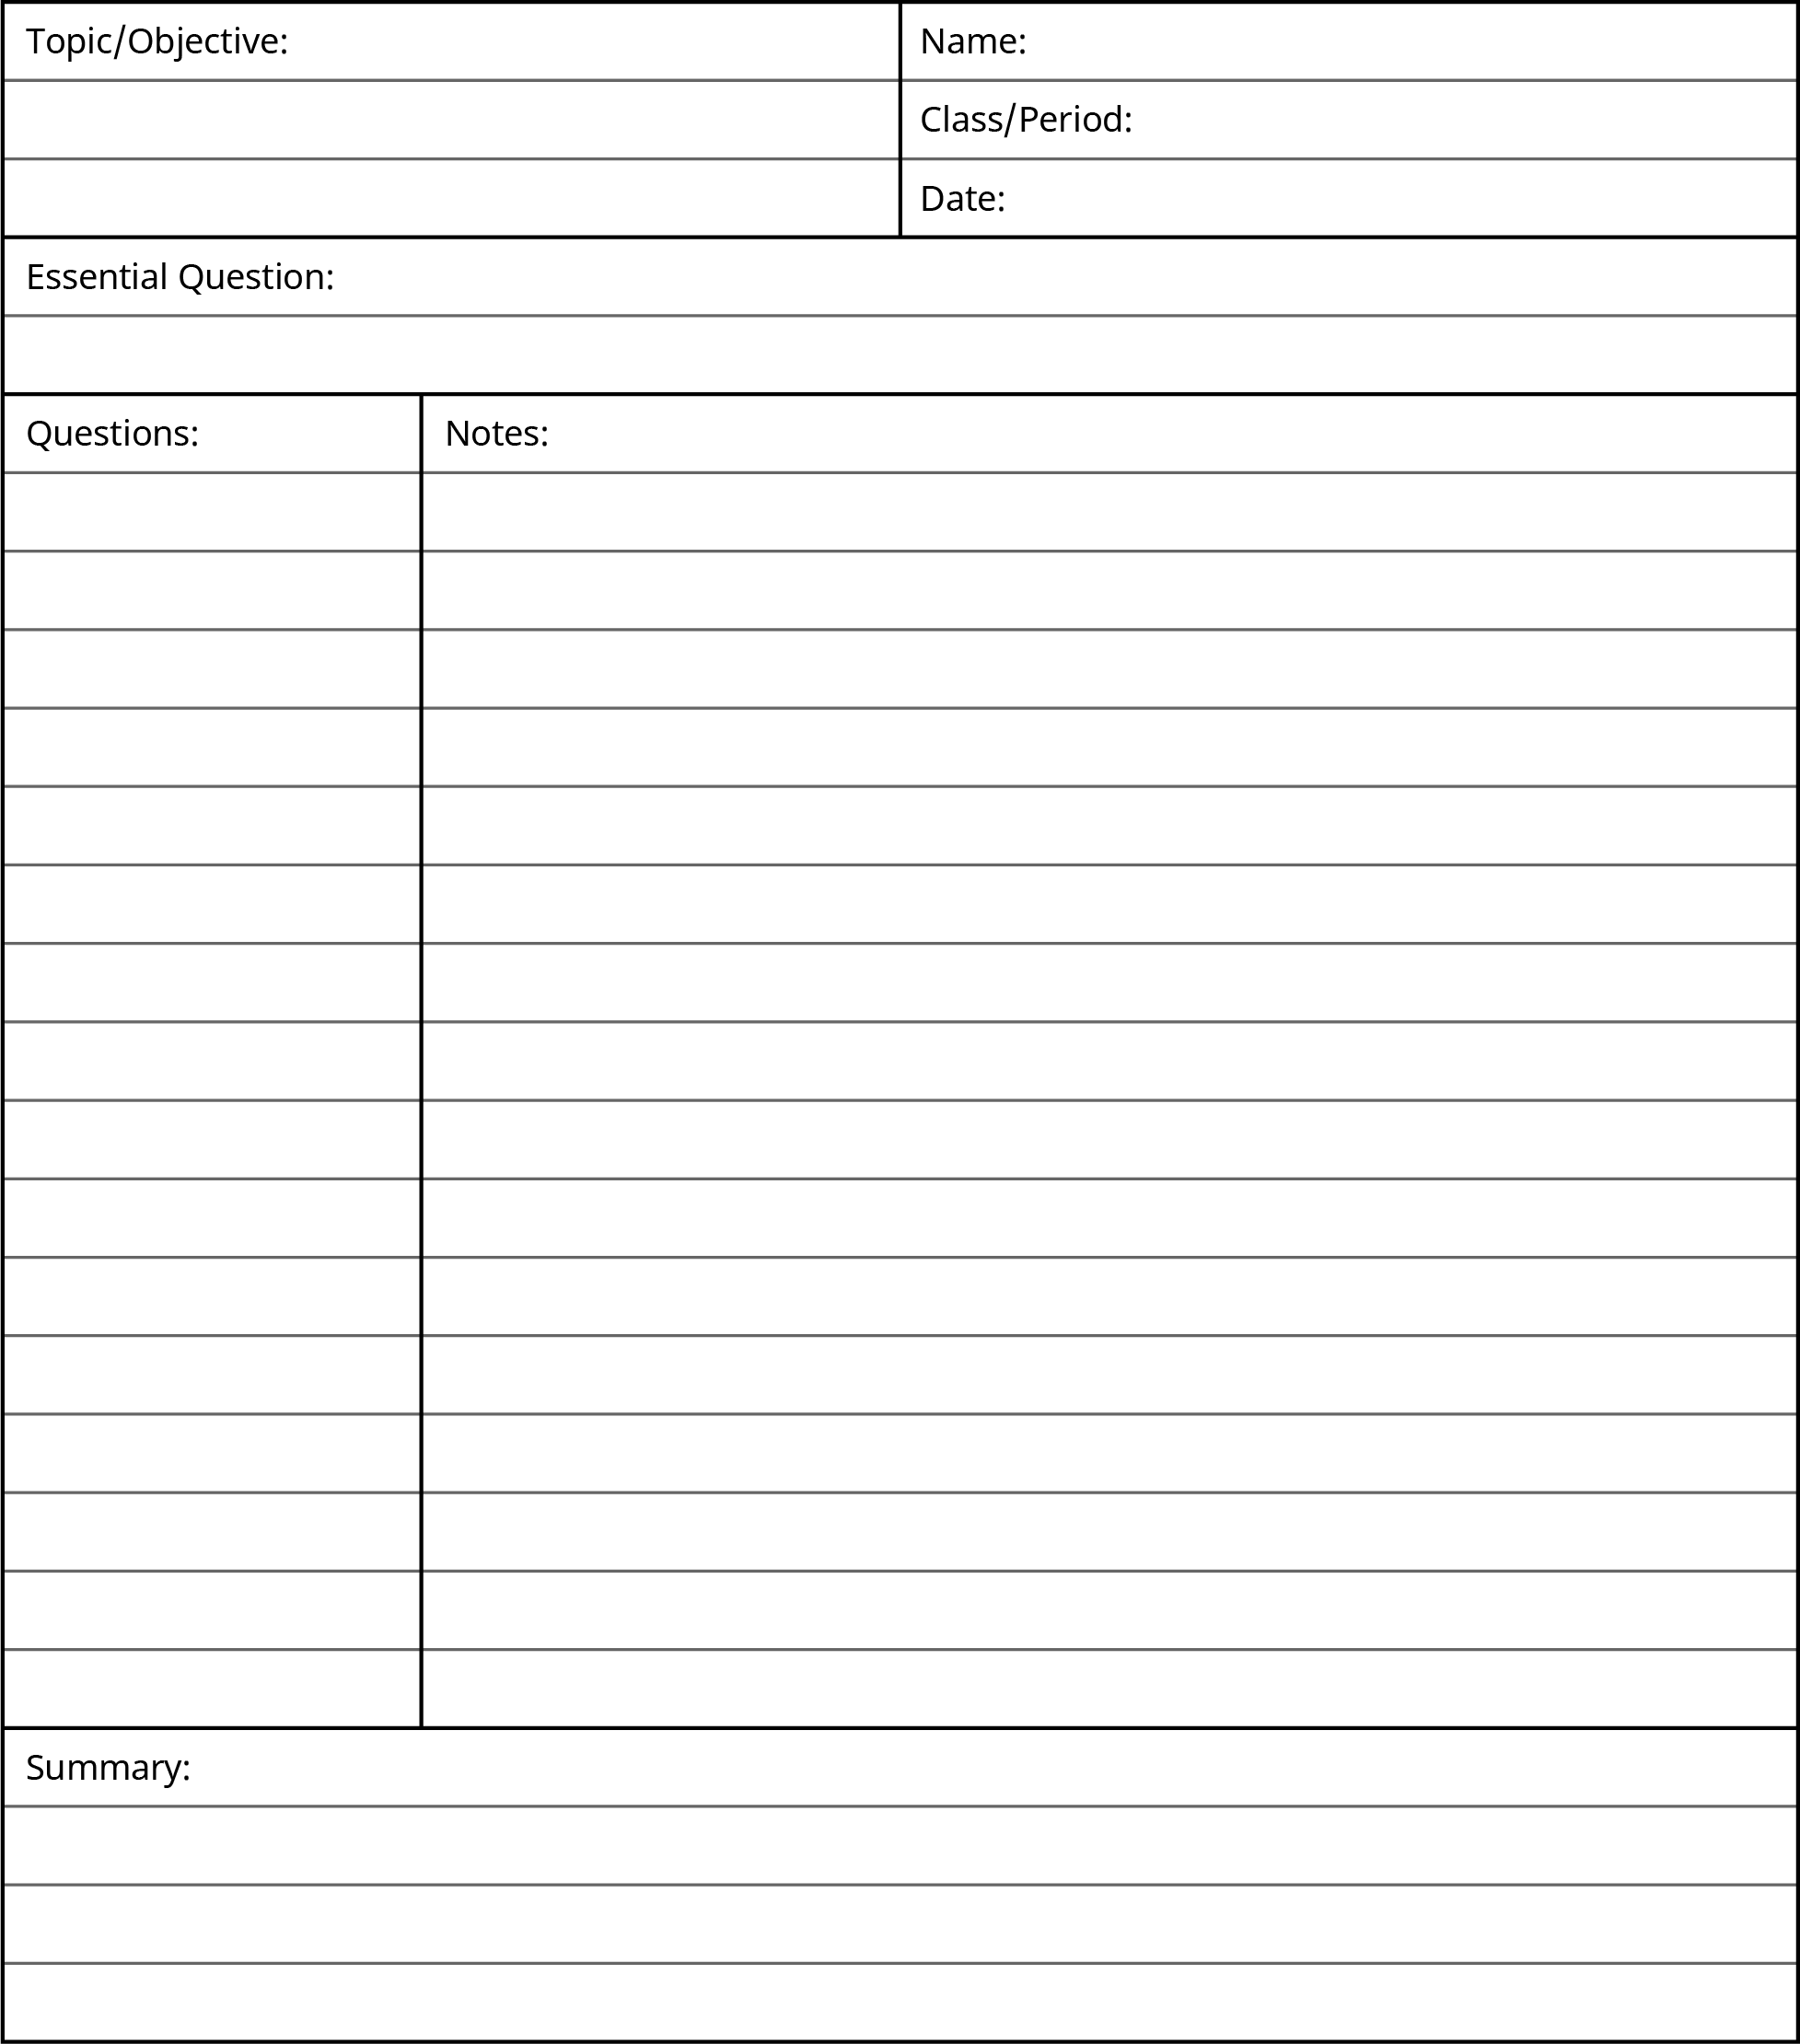 Topic/Objective:
Name:
Class/Period:
Date:
Essential Question:
Questions:
Notes:
Summary: